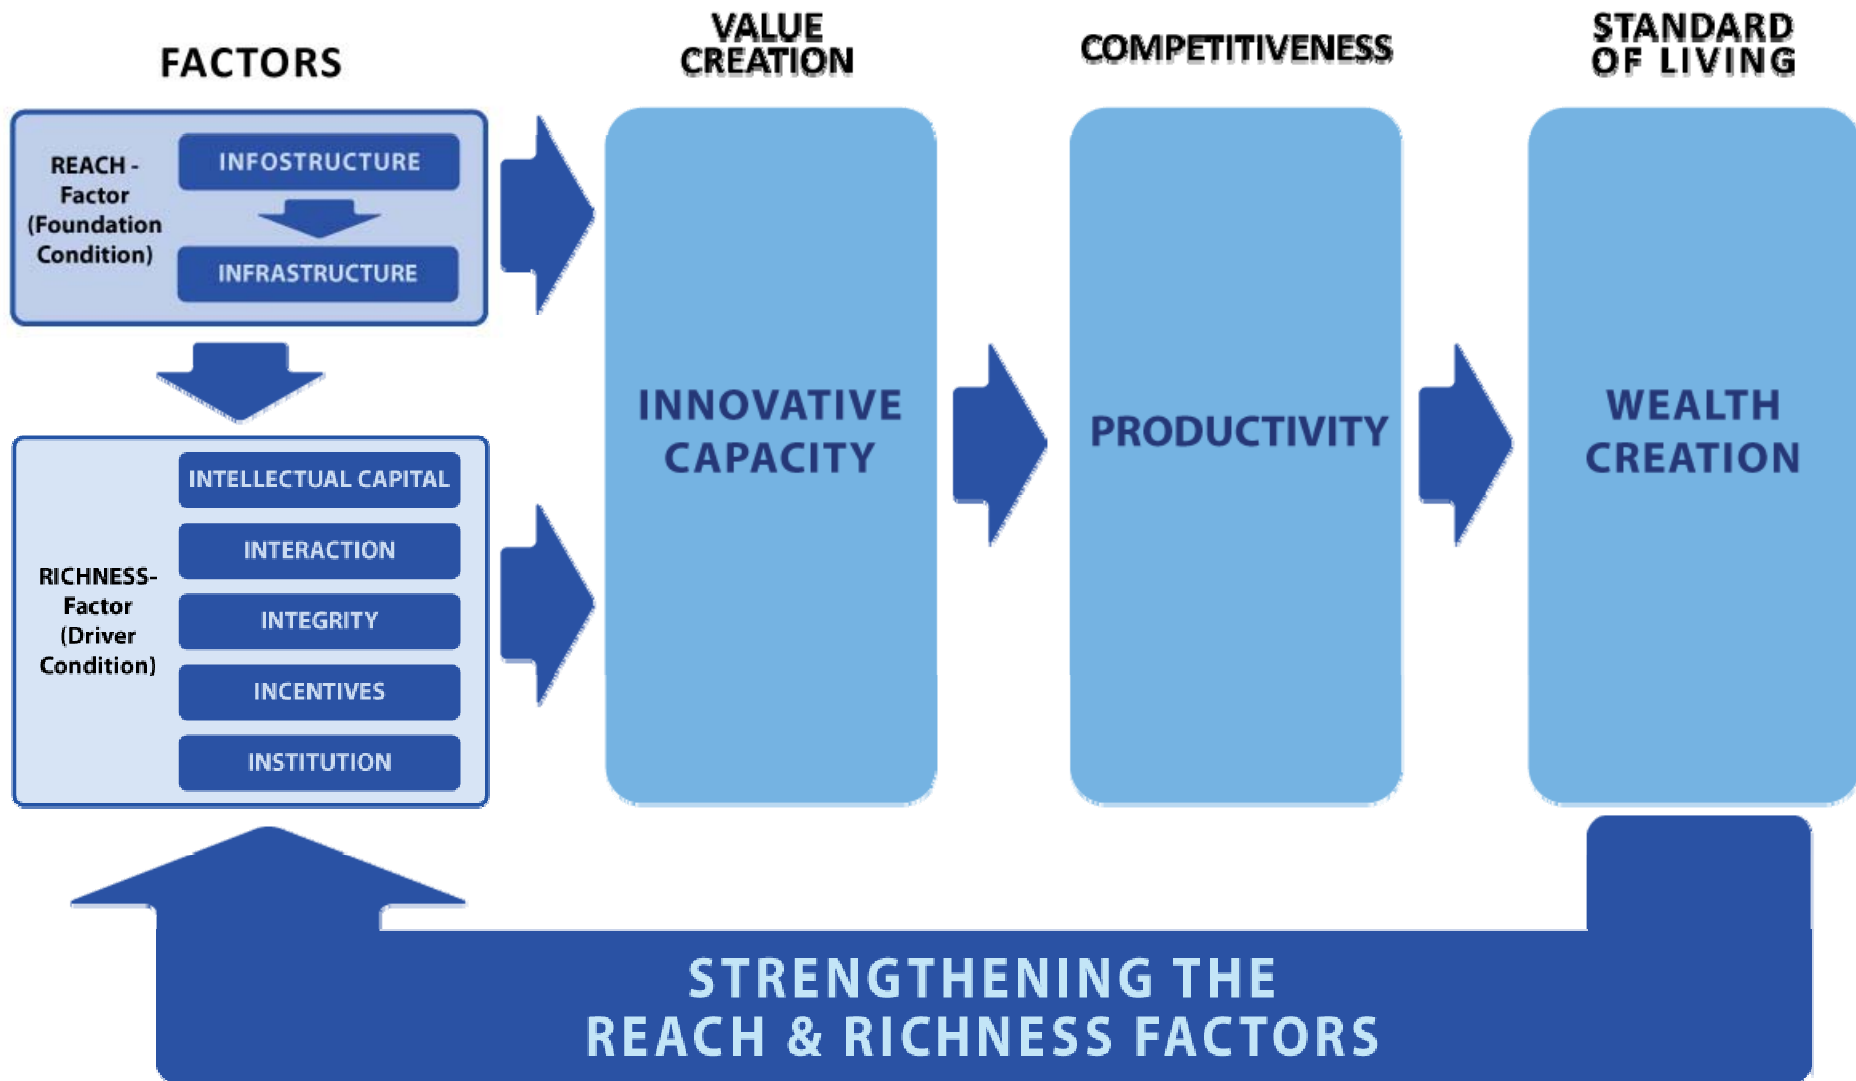 FACTORS
VALUE
CREATION
COMPETITIVENESS
STANDARD
OF LIVING
REACH -
Factor
(Foundation
Condition)
INFOSTRUCTURE
INFRASTRUCTURE
RICHNESS-
Factor
(Driver
Condition)
INTELLECTUAL CAPITAL
INTERACTION
INTEGRITY
INCENTIVES
INSTITUTION
INNOVATIVE
CAPACITY
PRODUCTIVITY
WEALTH
CREATION
STRENGTHENING THE
REACH & RICHNESS FACTORS